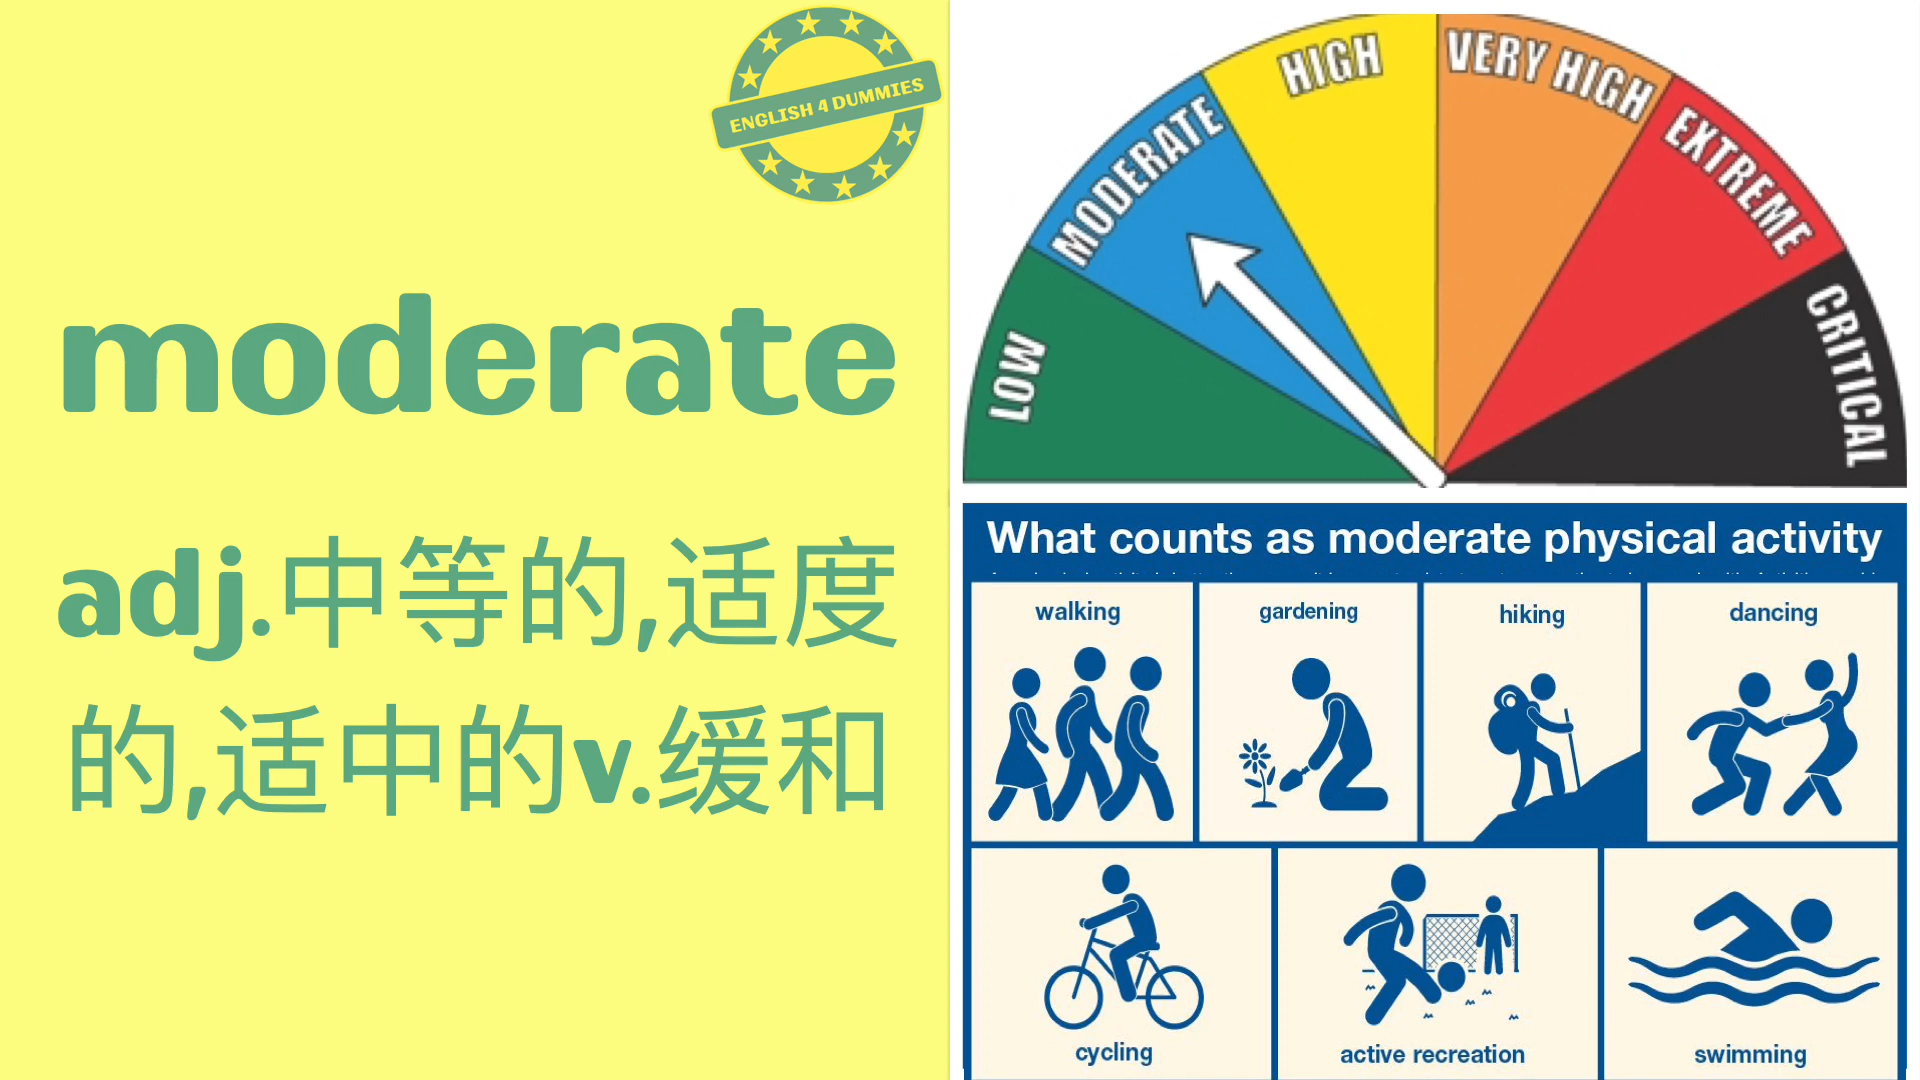 ENGLISH 4 DUMMIES
moderate
adj.中等的,适度
的,适中的v.缓和
LOW
MODERATE
HIGH
VERY HIGH
EXTREME
CRITICAL
What counts as moderate physical activity
walking
gardening
hiking
dancing
cycling
active recreation
swimming